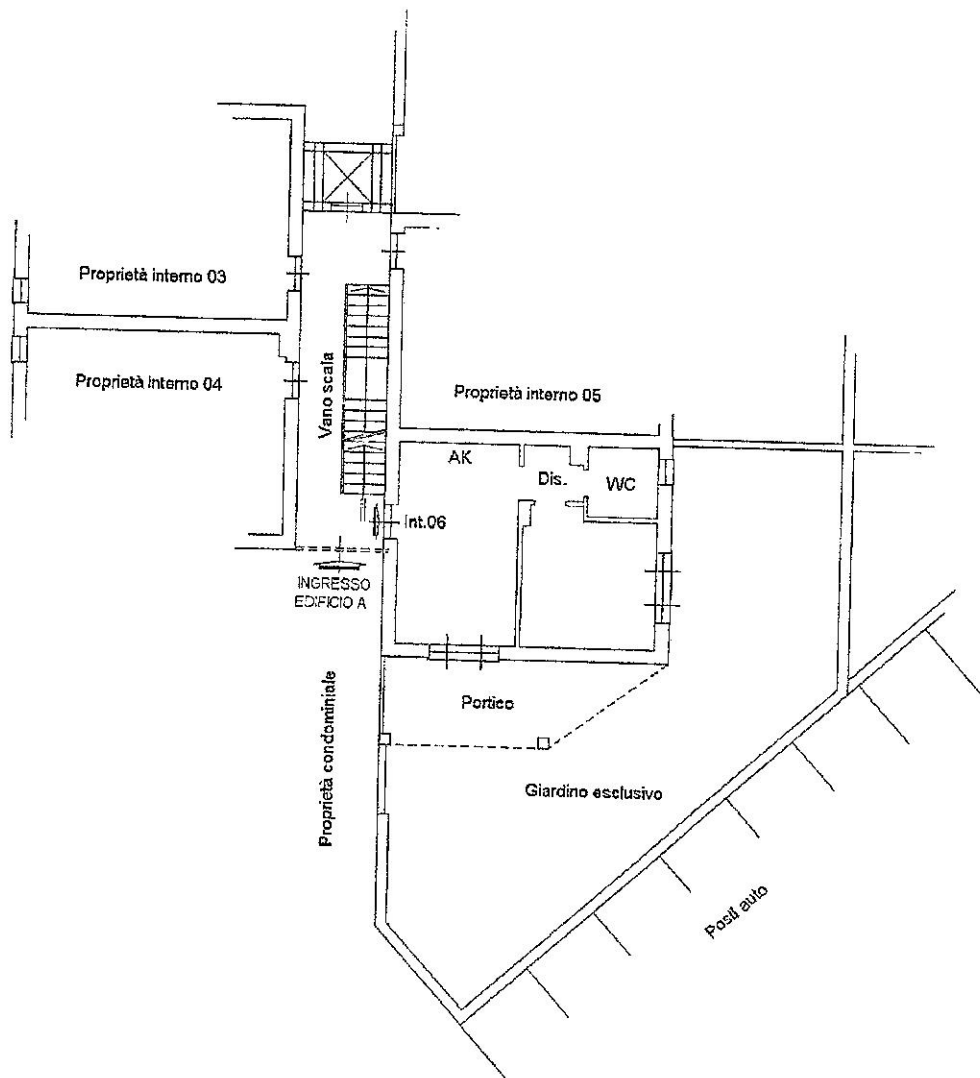 Proprietà interno 03
Proprietà interno 04
Vano scala
Proprietà interno 05
AK
Dis.
WC
Int.06
INGRESSO
EDIFICIO A
Proprietà condominiale
Portico
Giardino esclusivo
Posti auto